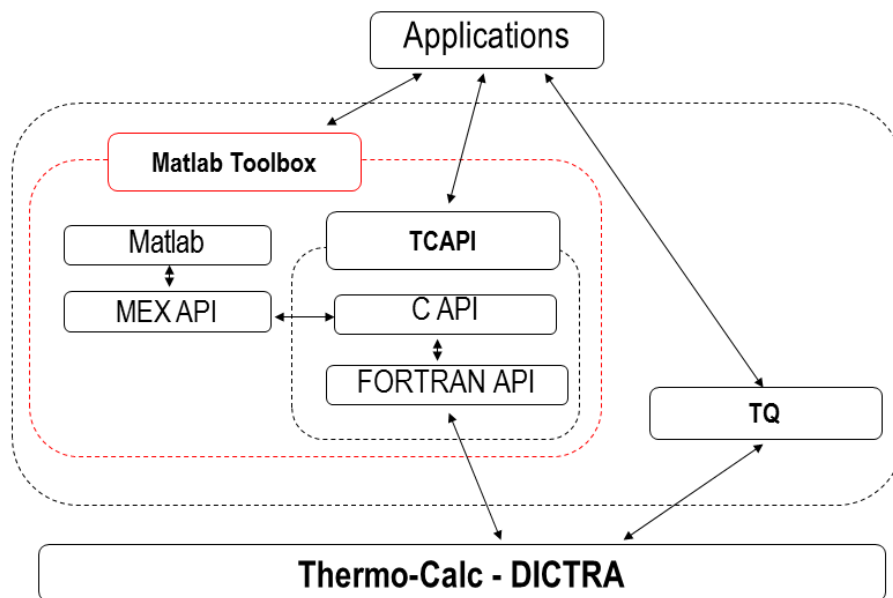 Applications
Matlab Toolbox
TCAPI
Matlab
MEX API
C API
FORTRAN API
TQ
Thermo-Calc - DICTRA